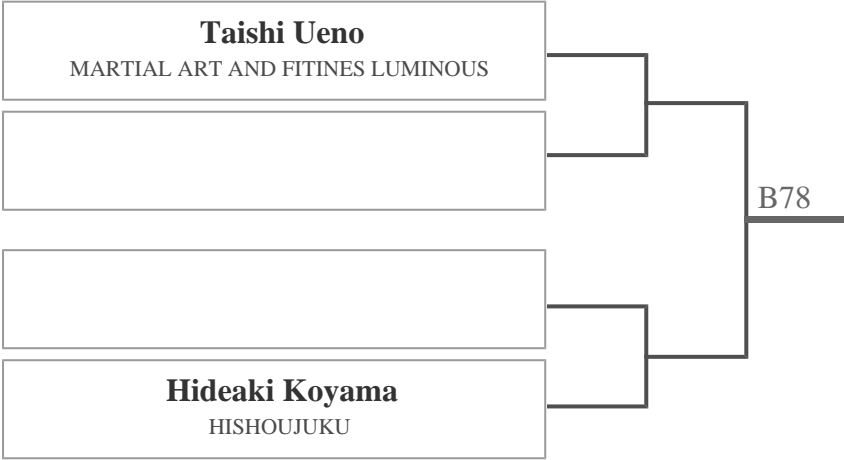 Taishi Ueno
MARTIAL ART AND FITINES LUMINOUS
B78
Hideaki Koyama
HISHOUJUKU